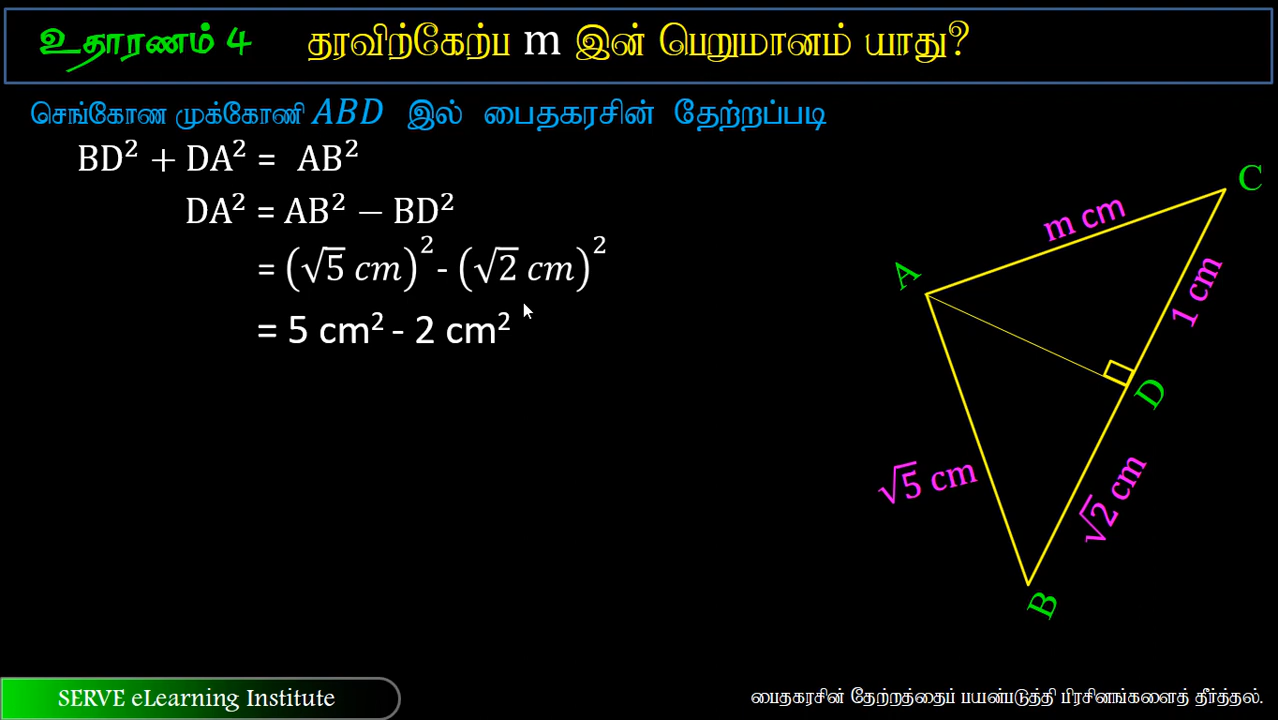 உதாரணம் 4 தரவிற்கேற்ப m இன் பெறுமானம் யாது?
செங்கோண முக்கோணி ABD இல் பைதகரசின் தேற்றப்படி
BD² + DA² = AB²
DA² = AB² − BD²
= (√5 cm)² - (√2 cm)²
= 5 cm² - 2 cm²
C
m cm
A
1 cm
D
√5 cm
√2 cm
B
SERVE eLearning Institute
பைதகரசின் தேற்றத்தைப் பயன்படுத்தி பிரசினங்களைத் தீர்த்தல்.